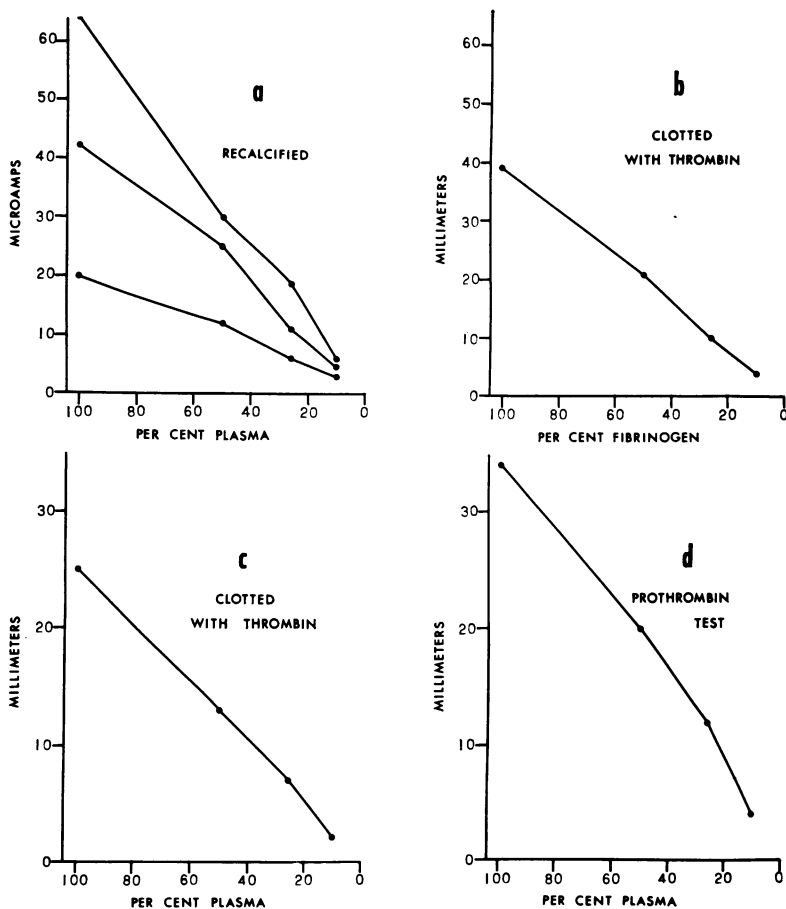 60
50
40
30
20
10
0
MICROAMPS
a
RECALCIFIED
100 80 60 40 20 0
PER CENT PLASMA
60
50
40
30
20
10
0
MILLIMETERS
b
CLOTTED
WITH THROMBIN
100 80 60 40 20 0
PER CENT FIBRINOGEN
30
20
10
0
MILLIMETERS
c
CLOTTED
WITH THROMBIN
100 80 60 40 20 0
PER CENT PLASMA
30
20
10
0
MILLIMETERS
d
PROTHROMBIN
TEST
100 80 60 40 20 0
PER CENT PLASMA